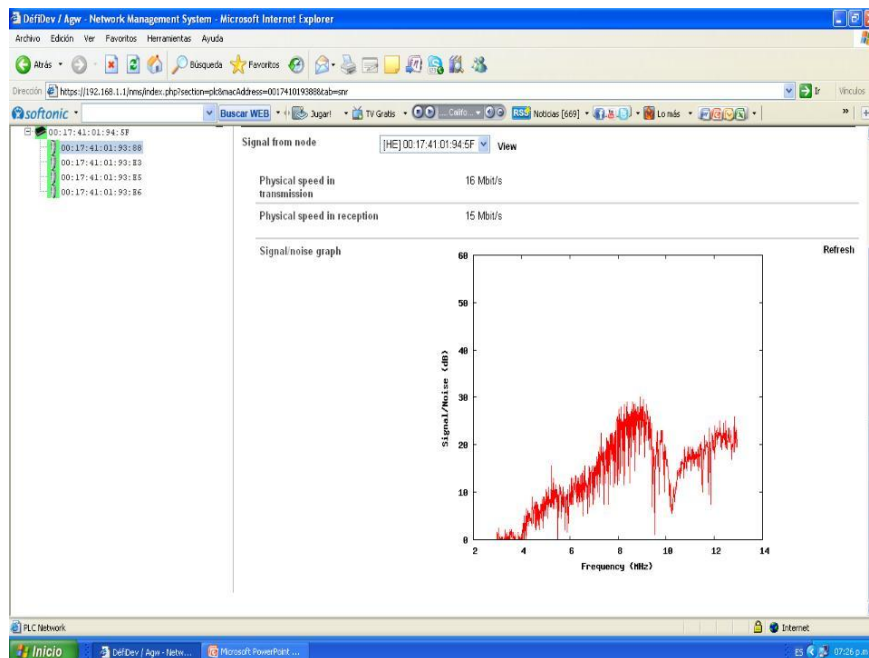 DéfiDev / Agw - Network Management System - Microsoft Internet Explorer
Archivo Edición Ver Favoritos Herramientas Ayuda
Atrás Búsqueda Favoritos
Dirección https://192.168.1.1/nms/index.php?section=plc&macAddress=001741019388&tab=snr Ir Vínculos
softonic Buscar WEB Jugar! TV Gratis Califo... RSS Noticias [669] Lo más »
00:17:41:01:94:5F
00:17:41:01:93:88
00:17:41:01:93:E3
00:17:41:01:93:E5
00:17:41:01:93:E6
Signal from node [HE] 00:17:41:01:94:5F View
Physical speed in transmission 16 Mbit/s
Physical speed in reception 15 Mbit/s
Signal/noise graph Refresh
60
50
40
30
20
10
0
Signal/Noise (dB)
2 4 6 8 10 12 14
Frequency (MHz)
PLC Network Internet
Inicio DéfiDev / Agw - Netw... Microsoft PowerPoint ... ES 07:26 p.m.